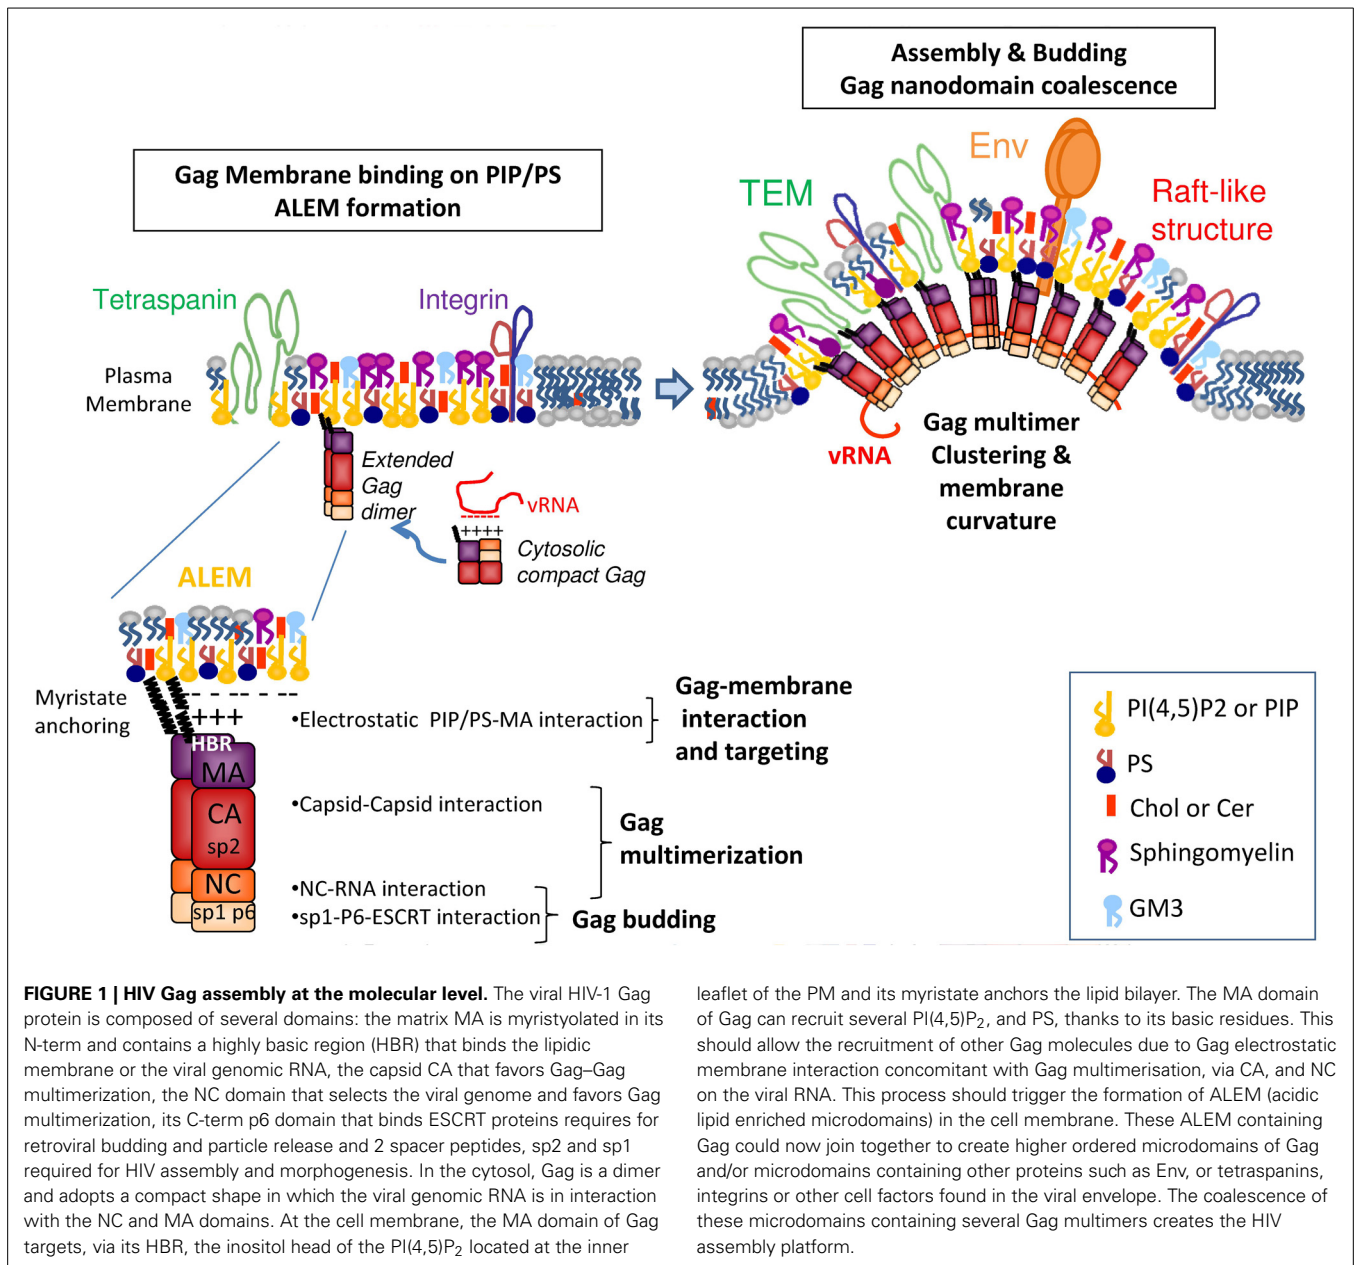 Assembly & Budding
Gag nanodomain coalescence
Gag Membrane binding on PIP/PS
ALEM formation
Env
TEM
Raft-like
structure
Tetraspanin
Integrin
Plasma
Membrane
Extended
Gag
dimer
vRNA
++++
Cytosolic
compact Gag
Gag multimer
Clustering &
membrane
curvature
vRNA
ALEM
Myristate
anchoring
-- - -- - --
+++
HBR
MA
CA
sp2
NC
sp1 p6
•Electrostatic PIP/PS-MA interaction
Gag-membrane
interaction
and targeting
•Capsid-Capsid interaction
Gag
multimerization
•NC-RNA interaction
•sp1-P6-ESCRT interaction
Gag budding
PI(4,5)P2 or PIP
PS
Chol or Cer
Sphingomyelin
GM3
FIGURE 1 | HIV Gag assembly at the molecular level. The viral HIV-1 Gag
protein is composed of several domains: the matrix MA is myristyolated in its
N-term and contains a highly basic region (HBR) that binds the lipidic
membrane or the viral genomic RNA, the capsid CA that favors Gag–Gag
multimerization, the NC domain that selects the viral genome and favors Gag
multimerization, its C-term p6 domain that binds ESCRT proteins requires for
retroviral budding and particle release and 2 spacer peptides, sp2 and sp1
required for HIV assembly and morphogenesis. In the cytosol, Gag is a dimer
and adopts a compact shape in which the viral genomic RNA is in interaction
with the NC and MA domains. At the cell membrane, the MA domain of Gag
targets, via its HBR, the inositol head of the PI(4,5)P2 located at the inner
leaflet of the PM and its myristate anchors the lipid bilayer. The MA domain
of Gag can recruit several PI(4,5)P2, and PS, thanks to its basic residues. This
should allow the recruitment of other Gag molecules due to Gag electrostatic
membrane interaction concomitant with Gag multimerisation, via CA, and NC
on the viral RNA. This process should trigger the formation of ALEM (acidic
lipid enriched microdomains) in the cell membrane. These ALEM containing
Gag could now join together to create higher ordered microdomains of Gag
and/or microdomains containing other proteins such as Env, or tetraspanins,
integrins or other cell factors found in the viral envelope. The coalescence of
these microdomains containing several Gag multimers creates the HIV
assembly platform.